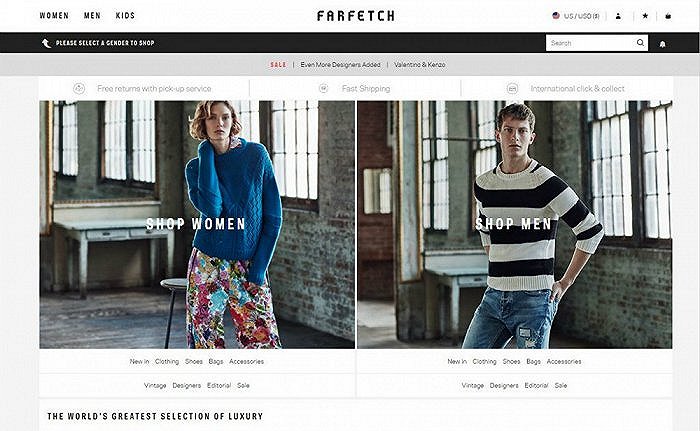 WOMEN MEN KIDS FARFETCH US / USD ($)
PLEASE SELECT A GENDER TO SHOP Search
SALE | Even More Designers Added | Valentino & Kenzo
Free returns with pick-up service Fast Shipping International click & collect
SHOP WOMEN SHOP MEN
New in Clothing Shoes Bags Accessories New in Clothing Shoes Bags Accessories
Vintage Designers Editorial Sale Vintage Designers Editorial Sale
THE WORLD'S GREATEST SELECTION OF LUXURY